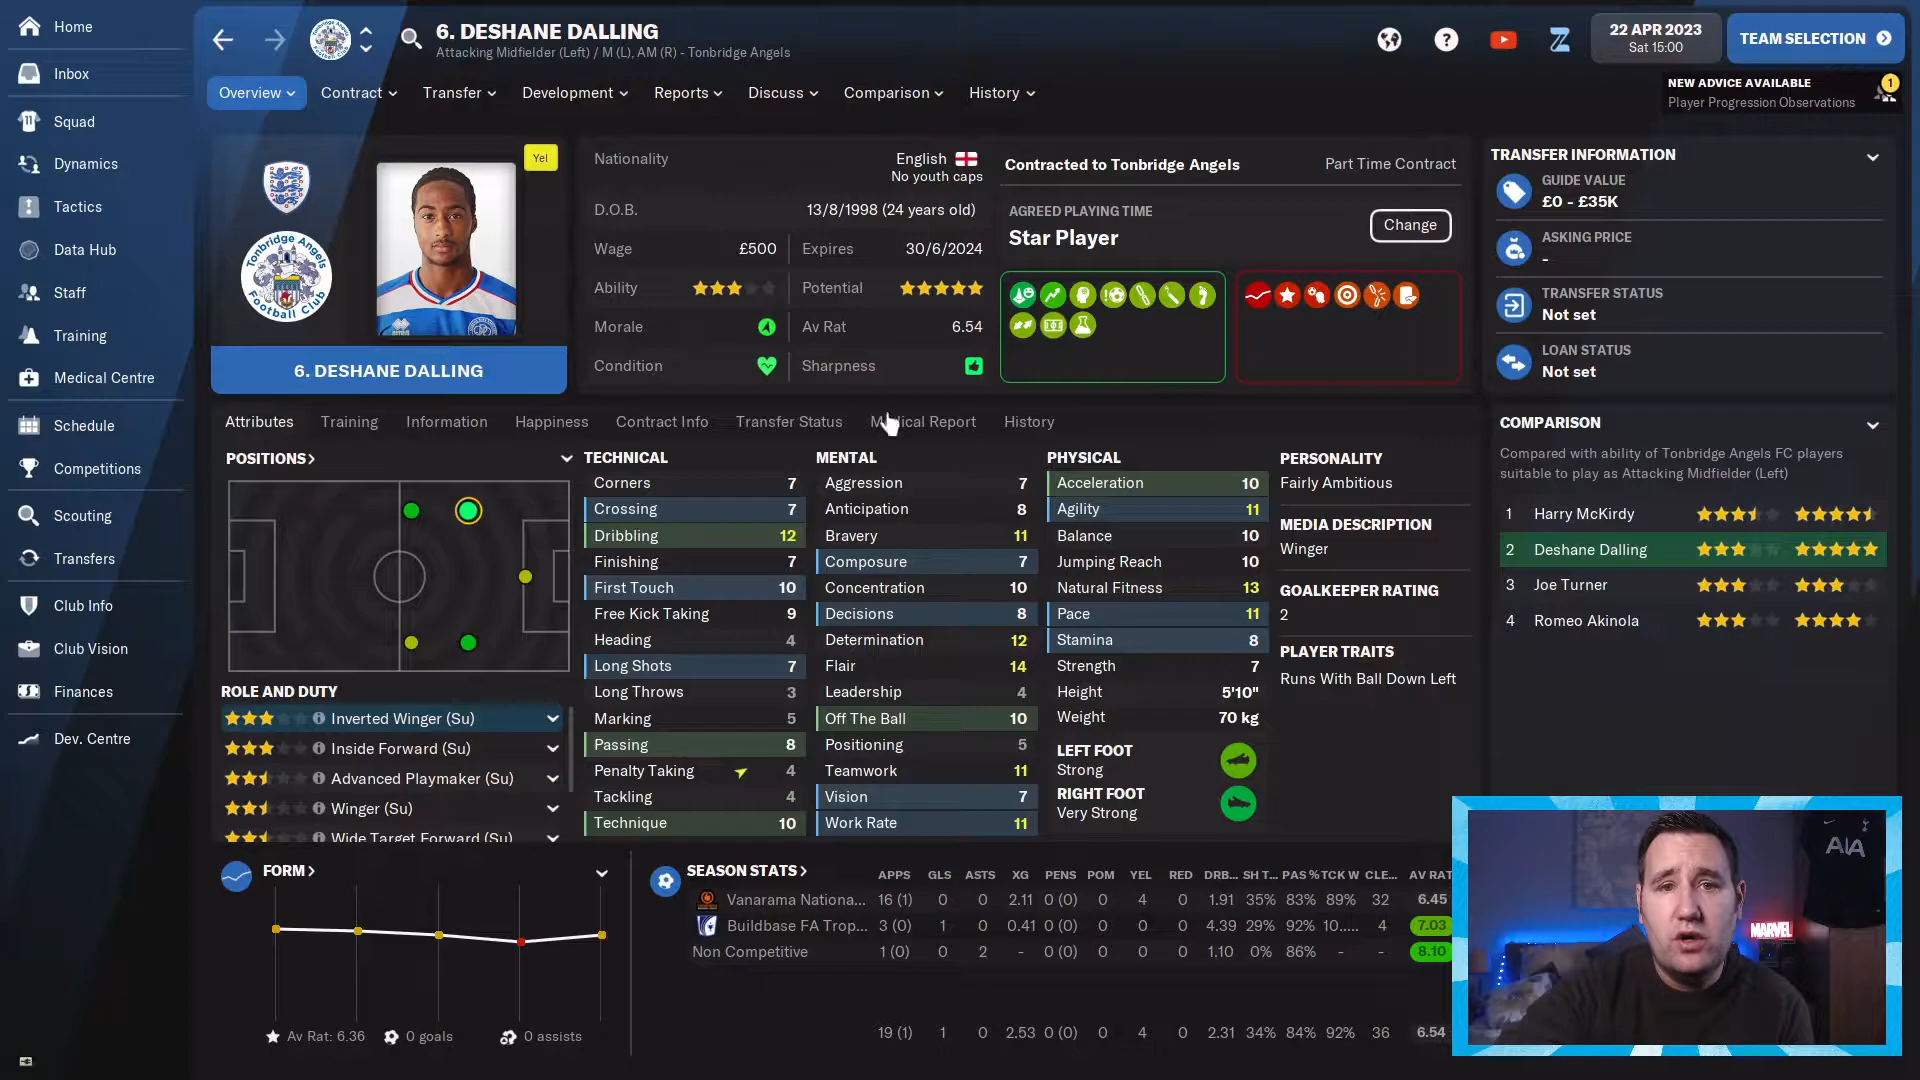 Home
Inbox
Squad
Dynamics
Tactics
Data Hub
Staff
Training
Medical Centre
Schedule
Competitions
Scouting
Transfers
Club Info
Club Vision
Finances
Dev. Centre
6. DESHANE DALLING
Attacking Midfielder (Left) / M (L), AM (R) - Tonbridge Angels
22 APR 2023
Sat 15:00
TEAM SELECTION
Overview Contract Transfer Development Reports Discuss Comparison History
NEW ADVICE AVAILABLE 1
Player Progression Observations
Yel
Tonbridge Angels
Football Club
6. DESHANE DALLING
Nationality English
No youth caps
D.O.B. 13/8/1998 (24 years old)
Wage £500 Expires 30/6/2024
Ability Potential
Morale Av Rat 6.54
Condition Sharpness
Contracted to Tonbridge Angels Part Time Contract
AGREED PLAYING TIME
Star Player Change
TRANSFER INFORMATION
GUIDE VALUE
£0 - £35K
ASKING PRICE
-
TRANSFER STATUS
Not set
LOAN STATUS
Not set
Attributes Training Information Happiness Contract Info Transfer Status Medical Report History
POSITIONS>
ROLE AND DUTY
Inverted Winger (Su)
Inside Forward (Su)
Advanced Playmaker (Su)
Winger (Su)
Wide Target Forward (Su)
TECHNICAL
Corners 7
Crossing 7
Dribbling 12
Finishing 7
First Touch 10
Free Kick Taking 9
Heading 4
Long Shots 7
Long Throws 3
Marking 5
Passing 8
Penalty Taking 4
Tackling 4
Technique 10
MENTAL
Aggression 7
Anticipation 8
Bravery 11
Composure 7
Concentration 10
Decisions 8
Determination 12
Flair 14
Leadership 4
Off The Ball 10
Positioning 5
Teamwork 11
Vision 7
Work Rate 11
PHYSICAL
Acceleration 10
Agility 11
Balance 10
Jumping Reach 10
Natural Fitness 13
Pace 11
Stamina 8
Strength 7
Height 5'10"
Weight 70 kg
LEFT FOOT
Strong
RIGHT FOOT
Very Strong
PERSONALITY
Fairly Ambitious
MEDIA DESCRIPTION
Winger
GOALKEEPER RATING
2
PLAYER TRAITS
Runs With Ball Down Left
COMPARISON
Compared with ability of Tonbridge Angels FC players
suitable to play as Attacking Midfielder (Left)
1 Harry McKirdy
2 Deshane Dalling
3 Joe Turner
4 Romeo Akinola
FORM>
Av Rat: 6.36 0 goals 0 assists
SEASON STATS> APPS GLS ASTS XG PENS POM YEL RED DRB... SH T... PAS % TCK W CLE... AV RAT
Vanarama Nationa... 16 (1) 0 0 2.11 0 (0) 0 4 0 1.91 35% 83% 89% 32 6.45
Buildbase FA Trop... 3 (0) 1 0 0.41 0 (0) 0 0 0 4.39 29% 92% 10..... 4 7.03
Non Competitive 1 (0) 0 2 - 0 (0) 0 0 0 1.10 0% 86% - - 8.10
19 (1) 1 0 2.53 0 (0) 0 4 0 2.31 34% 84% 92% 36 6.54
AIA
MARVEL